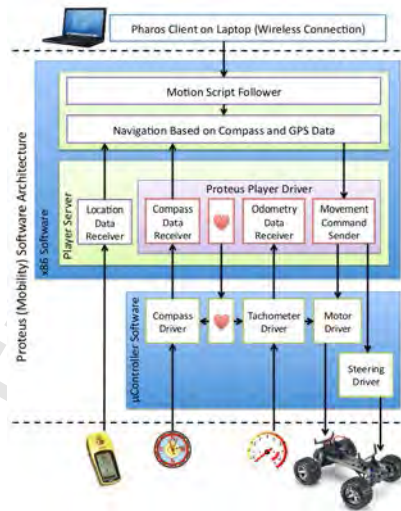 Pharos Client on Laptop (Wireless Connection)
Proteus (Mobility) Software Architecture
x86 Software
Motion Script Follower
Navigation Based on Compass and GPS Data
Player Server
Proteus Player Driver
Location
Data
Receiver
Compass
Data
Receiver
Odometry
Data
Receiver
Movement
Command
Sender
μController Software
Compass
Driver
Tachometer
Driver
Motor
Driver
Steering
Driver